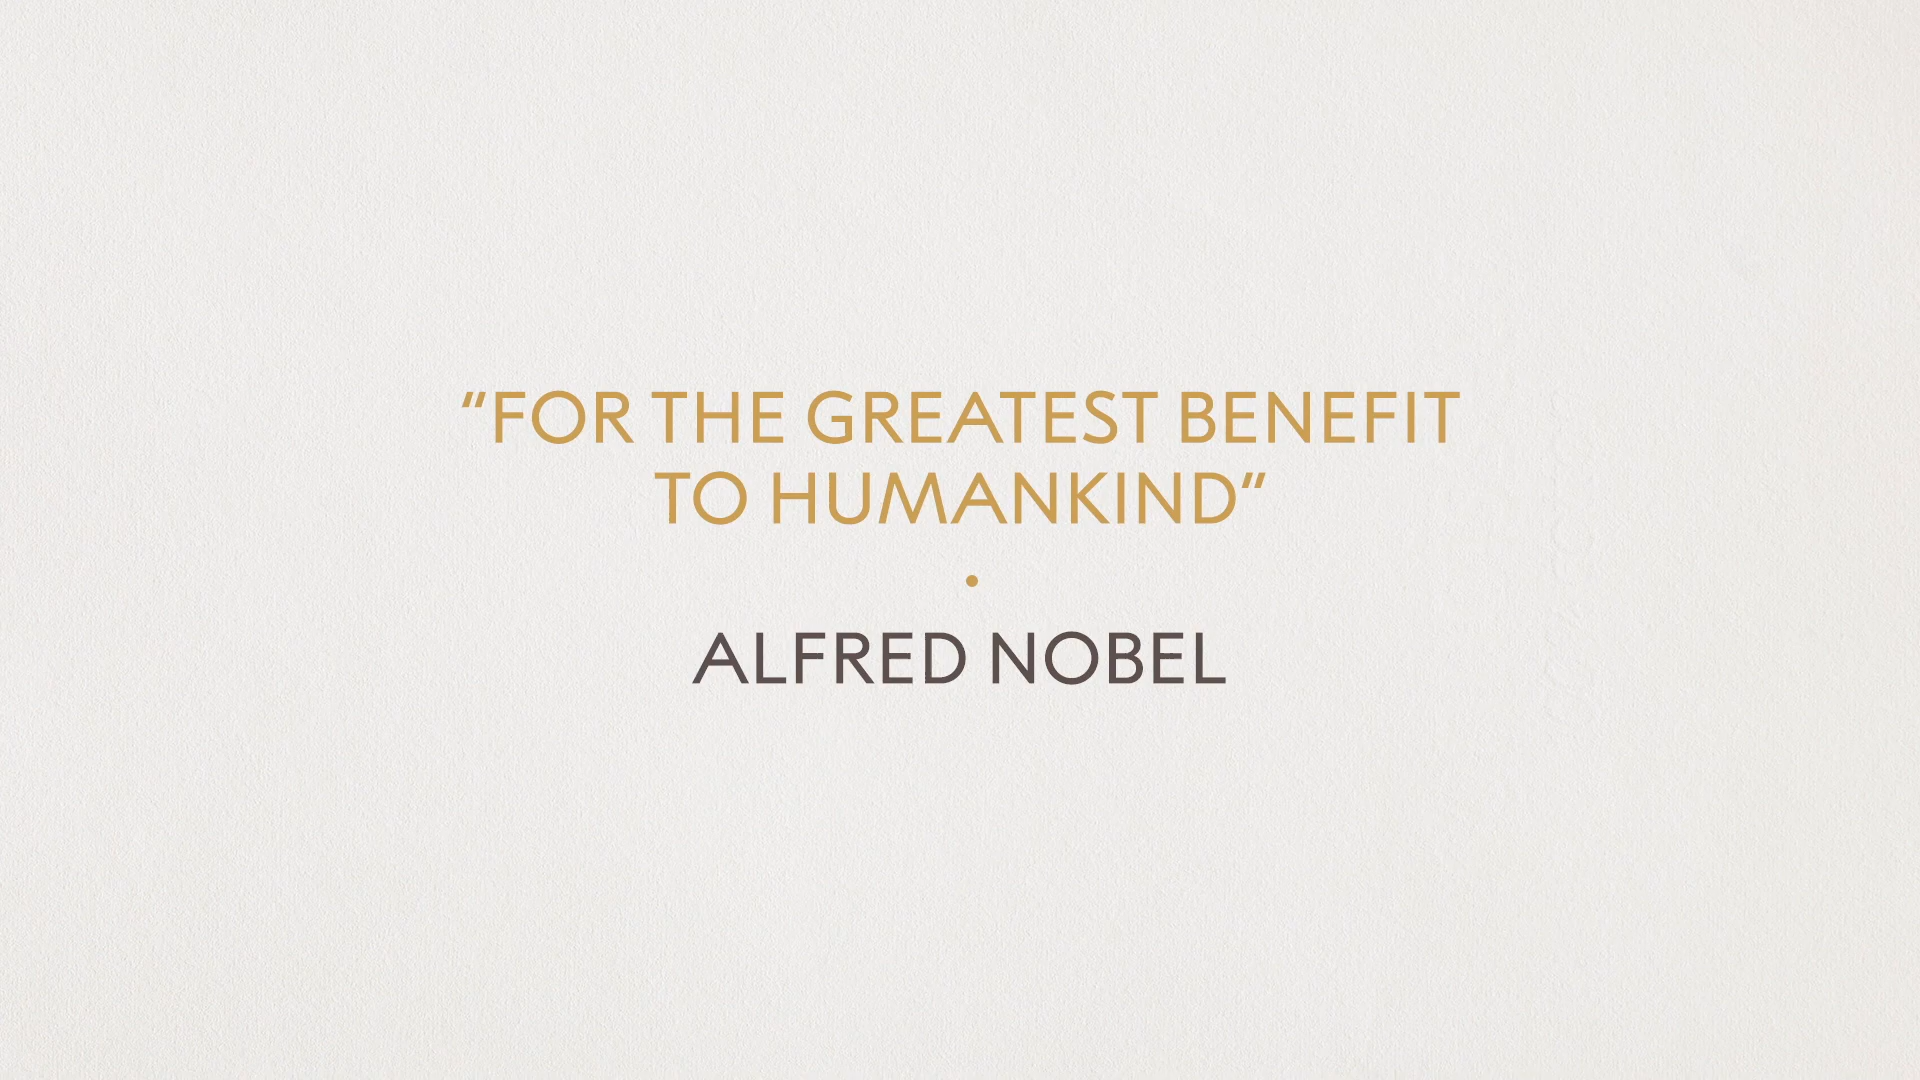 “FOR THE GREATEST BENEFIT
TO HUMANKIND”
•
ALFRED NOBEL